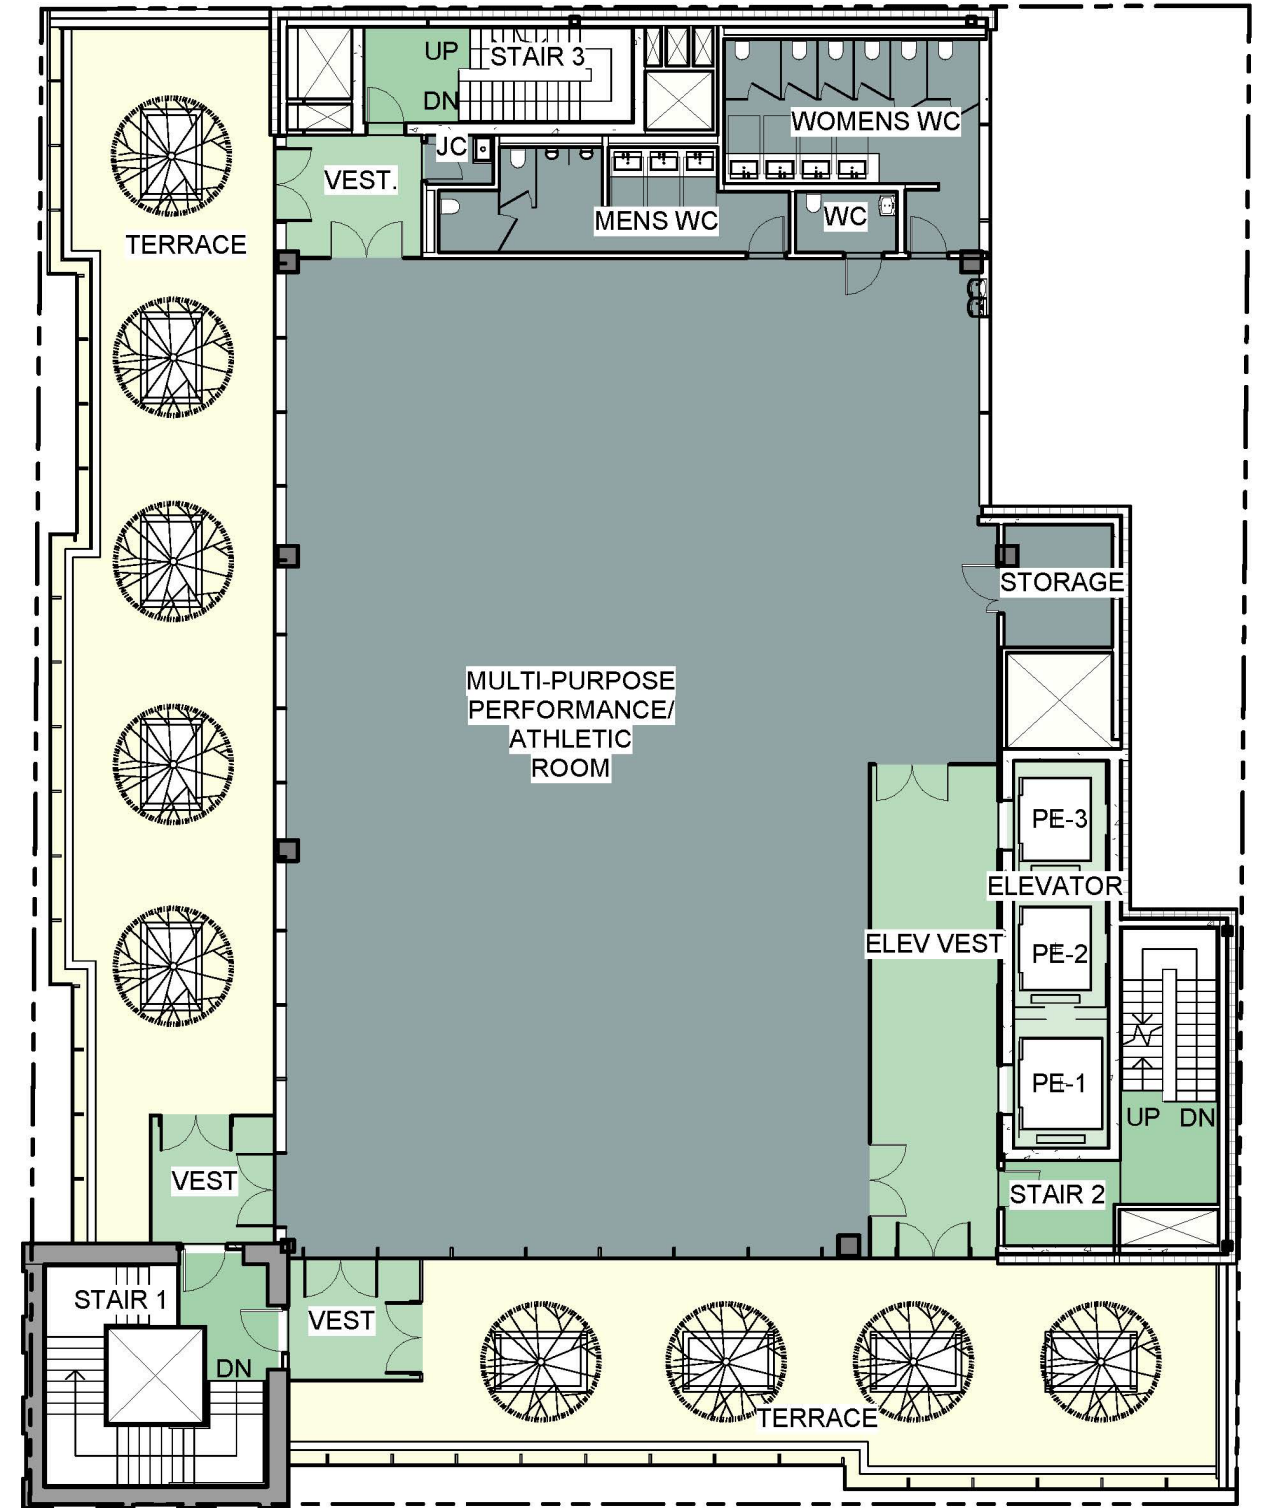 UP
STAIR 3
DN
WOMENS WC
JC
VEST.
MENS WC
WC
TERRACE
STORAGE
MULTI-PURPOSE
PERFORMANCE/
ATHLETIC
ROOM
PE-3
ELEVATOR
ELEV VEST
PE-2
PE-1
UP DN
VEST
STAIR 2
STAIR 1
VEST
DN
TERRACE